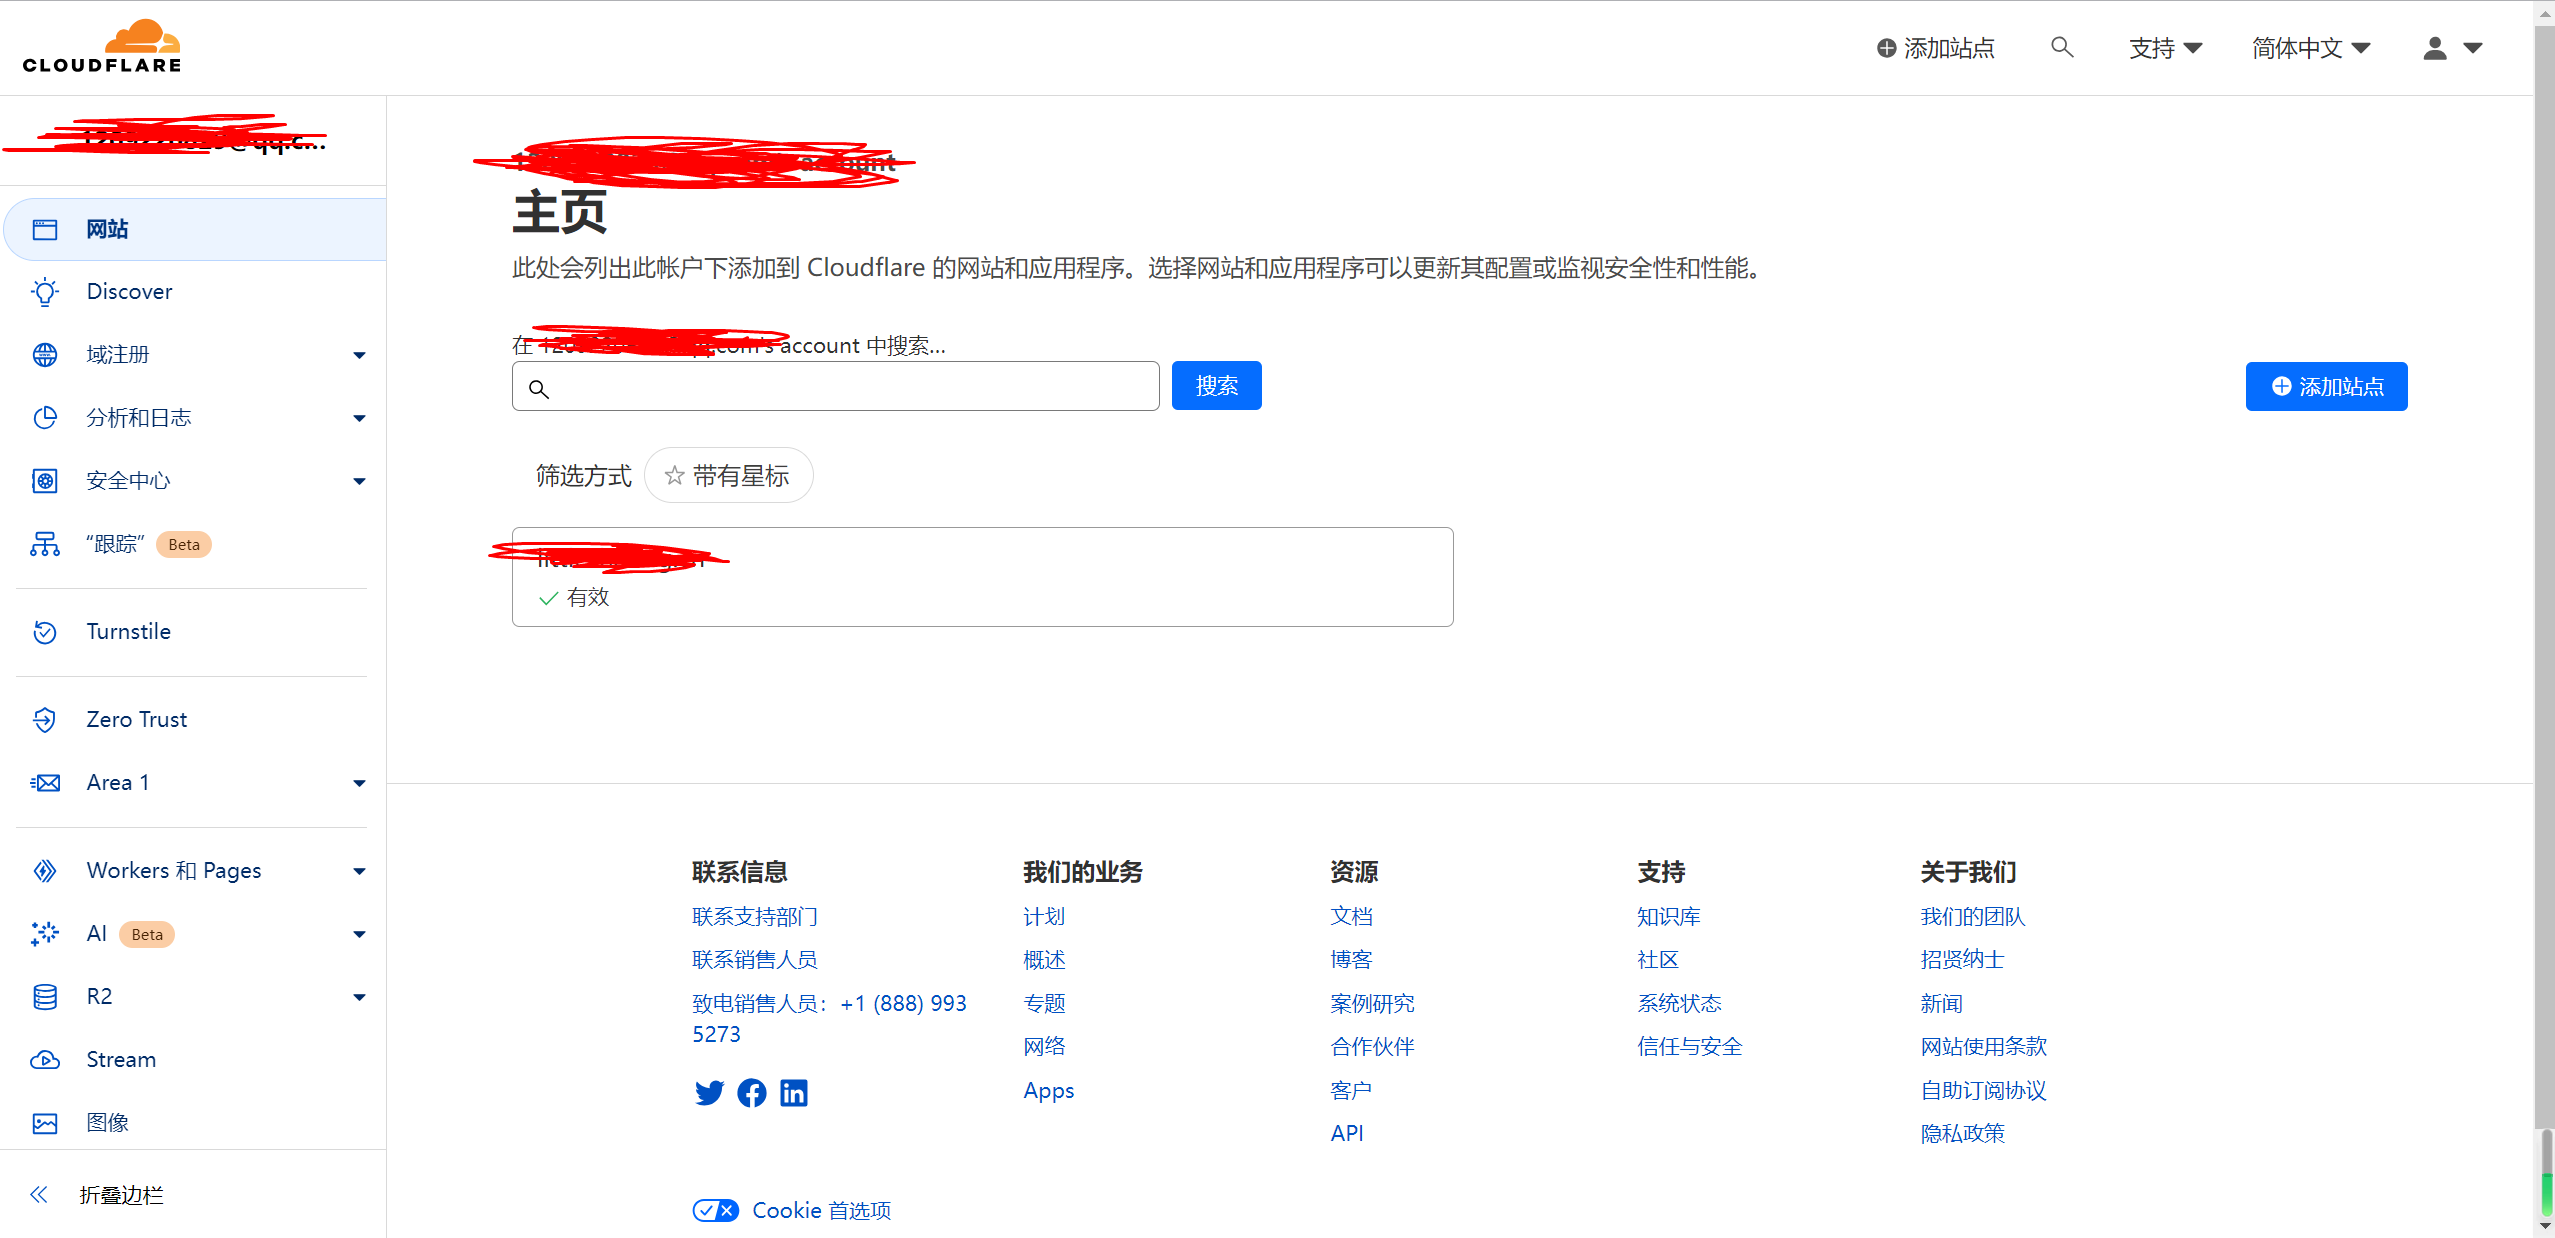 CLOUDFLARE
添加站点
支持
简体中文
网站
Discover
域注册
分析和日志
安全中心
“跟踪” Beta
Turnstile
Zero Trust
Area 1
Workers 和 Pages
AI Beta
R2
Stream
图像
折叠边栏
主页
此处会列出此帐户下添加到 Cloudflare 的网站和应用程序。选择网站和应用程序可以更新其配置或监视安全性和性能。
在 account 中搜索...
搜索
添加站点
筛选方式
带有星标
有效
联系信息
联系支持部门
联系销售人员
致电销售人员：+1 (888) 993
5273
我们的业务
计划
概述
专题
网络
Apps
资源
文档
博客
案例研究
合作伙伴
客户
API
支持
知识库
社区
系统状态
信任与安全
关于我们
我们的团队
招贤纳士
新闻
网站使用条款
自助订阅协议
隐私政策
Cookie 首选项